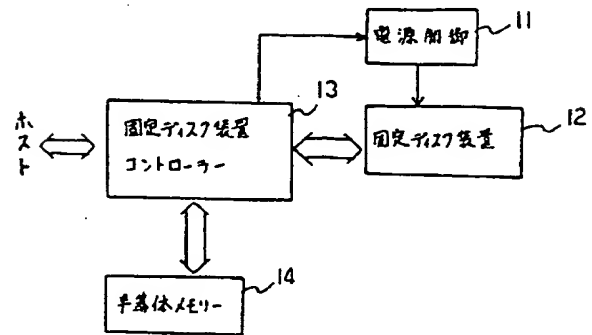 11
電源制御
13
固定ディスク装置
コントローラー
ホスト
固定ディスク装置
12
半導体メモリー
14